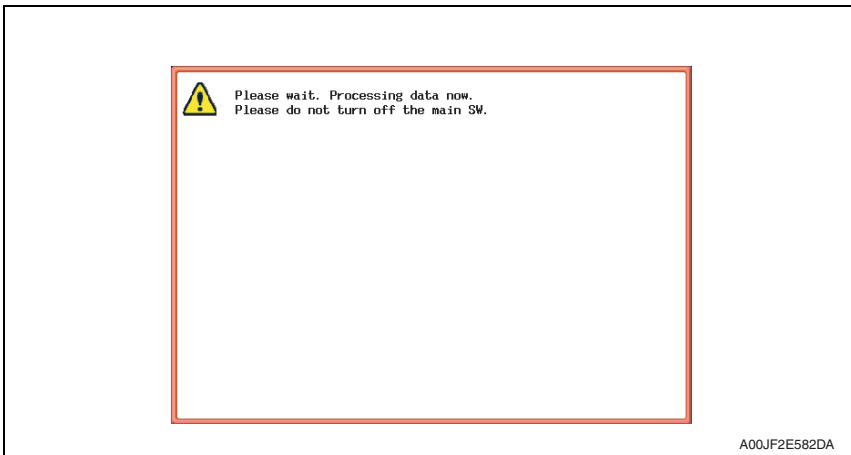 Please wait. Processing data now.
Please do not turn off the main SW.
A00JF2E582DA